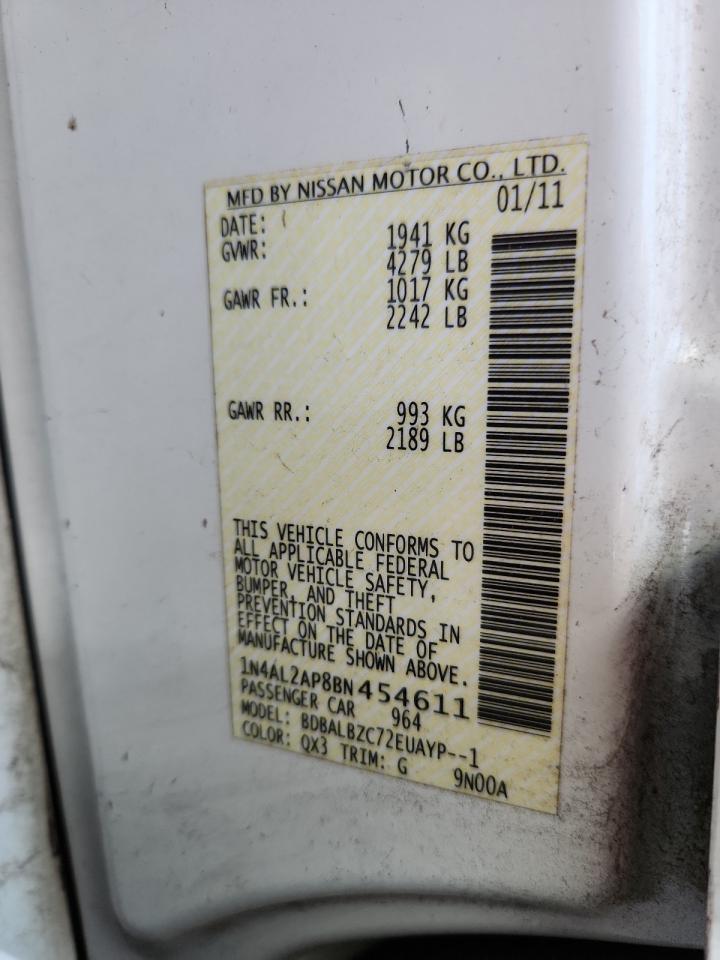 MFD BY NISSAN MOTOR CO., LTD.
DATE: 01/11
GVWR: 1941 KG
4279 LB
GAWR FR.: 1017 KG
2242 LB
GAWR RR.: 993 KG
2189 LB
THIS VEHICLE CONFORMS TO
ALL APPLICABLE FEDERAL
MOTOR VEHICLE SAFETY,
BUMPER, AND THEFT
PREVENTION STANDARDS IN
EFFECT ON THE DATE OF
MANUFACTURE SHOWN ABOVE.
1N4AL2AP8BN454611
PASSENGER CAR 964
MODEL: BDBALBZC72EUAYP--1
COLOR: QX3 TRIM: G 9N00A